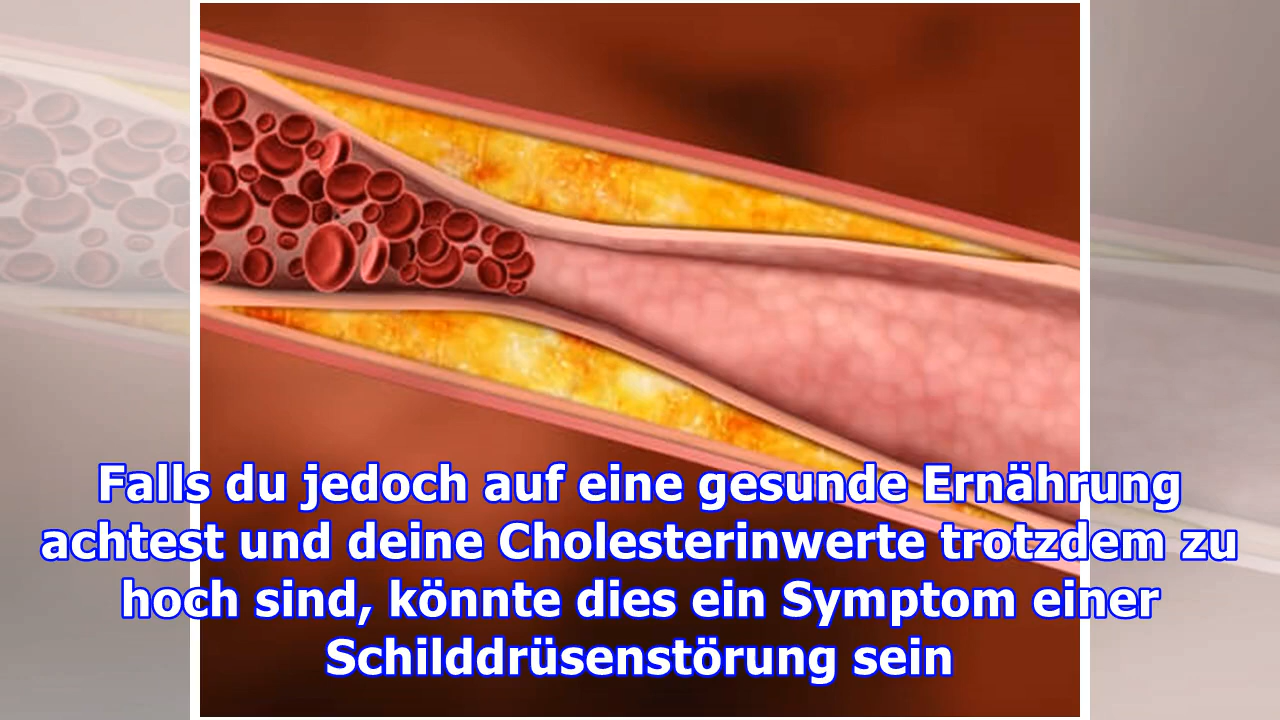 Falls du jedoch auf eine gesunde Ernährung
achtest und deine Cholesterinwerte trotzdem zu
hoch sind, könnte dies ein Symptom einer
Schilddrüsenstörung sein